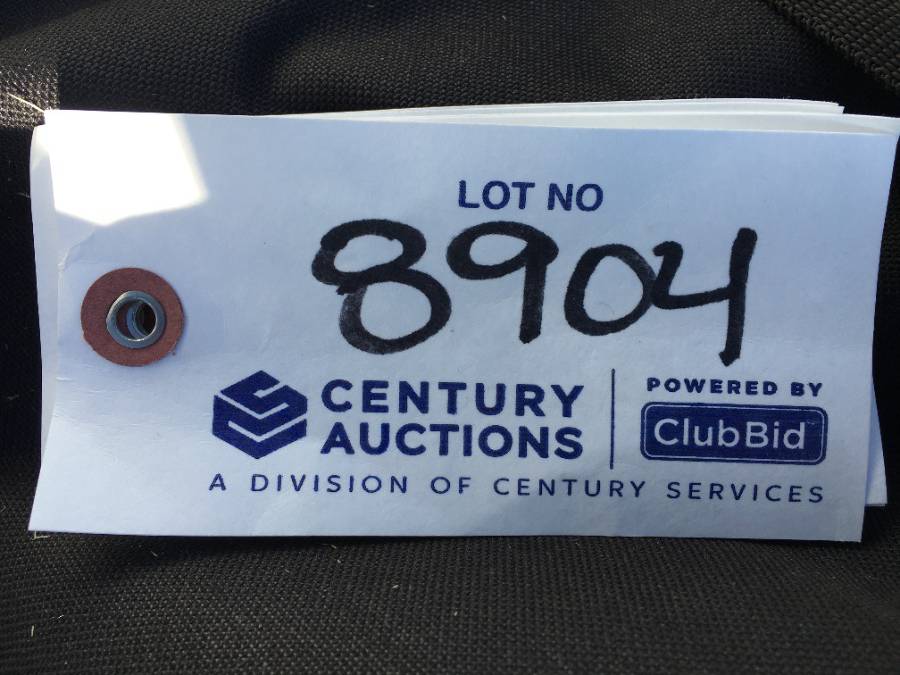 LOT NO
8904
CENTURY
AUCTIONS
POWERED BY
ClubBid
A DIVISION OF CENTURY SERVICES